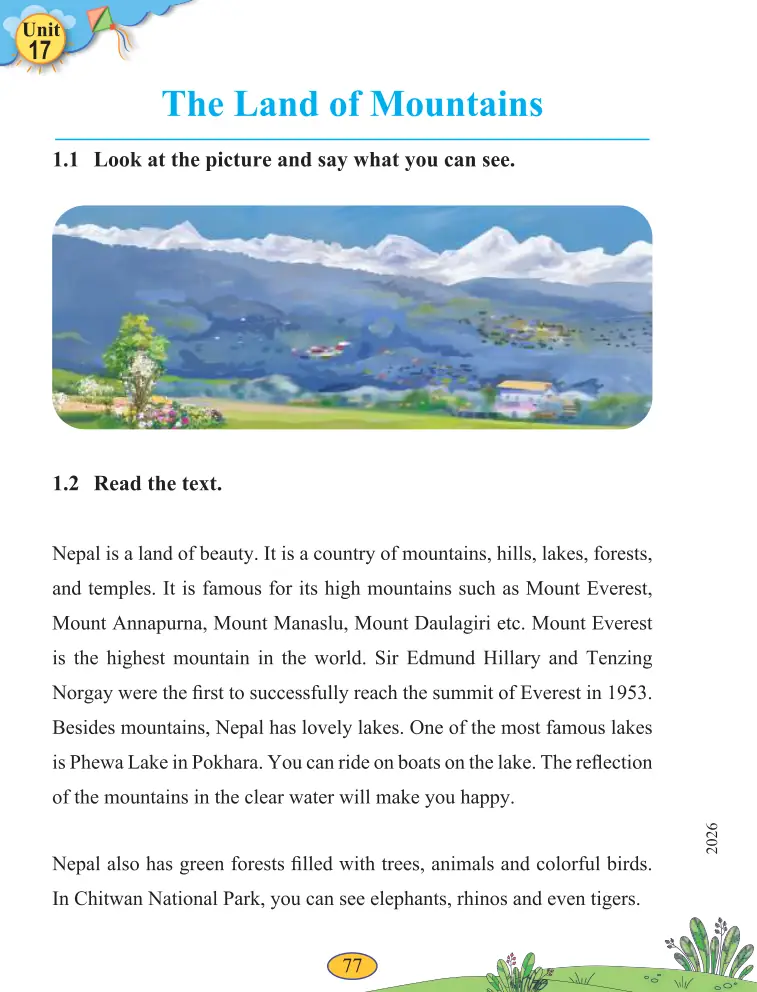 Unit
17
The Land of Mountains
1.1 Look at the picture and say what you can see.
1.2 Read the text.
Nepal is a land of beauty. It is a country of mountains, hills, lakes, forests,
and temples. It is famous for its high mountains such as Mount Everest,
Mount Annapurna, Mount Manaslu, Mount Daulagiri etc. Mount Everest
is the highest mountain in the world. Sir Edmund Hillary and Tenzing
Norgay were the first to successfully reach the summit of Everest in 1953.
Besides mountains, Nepal has lovely lakes. One of the most famous lakes
is Phewa Lake in Pokhara. You can ride on boats on the lake. The reflection
of the mountains in the clear water will make you happy.
Nepal also has green forests filled with trees, animals and colorful birds.
In Chitwan National Park, you can see elephants, rhinos and even tigers.
2026
77